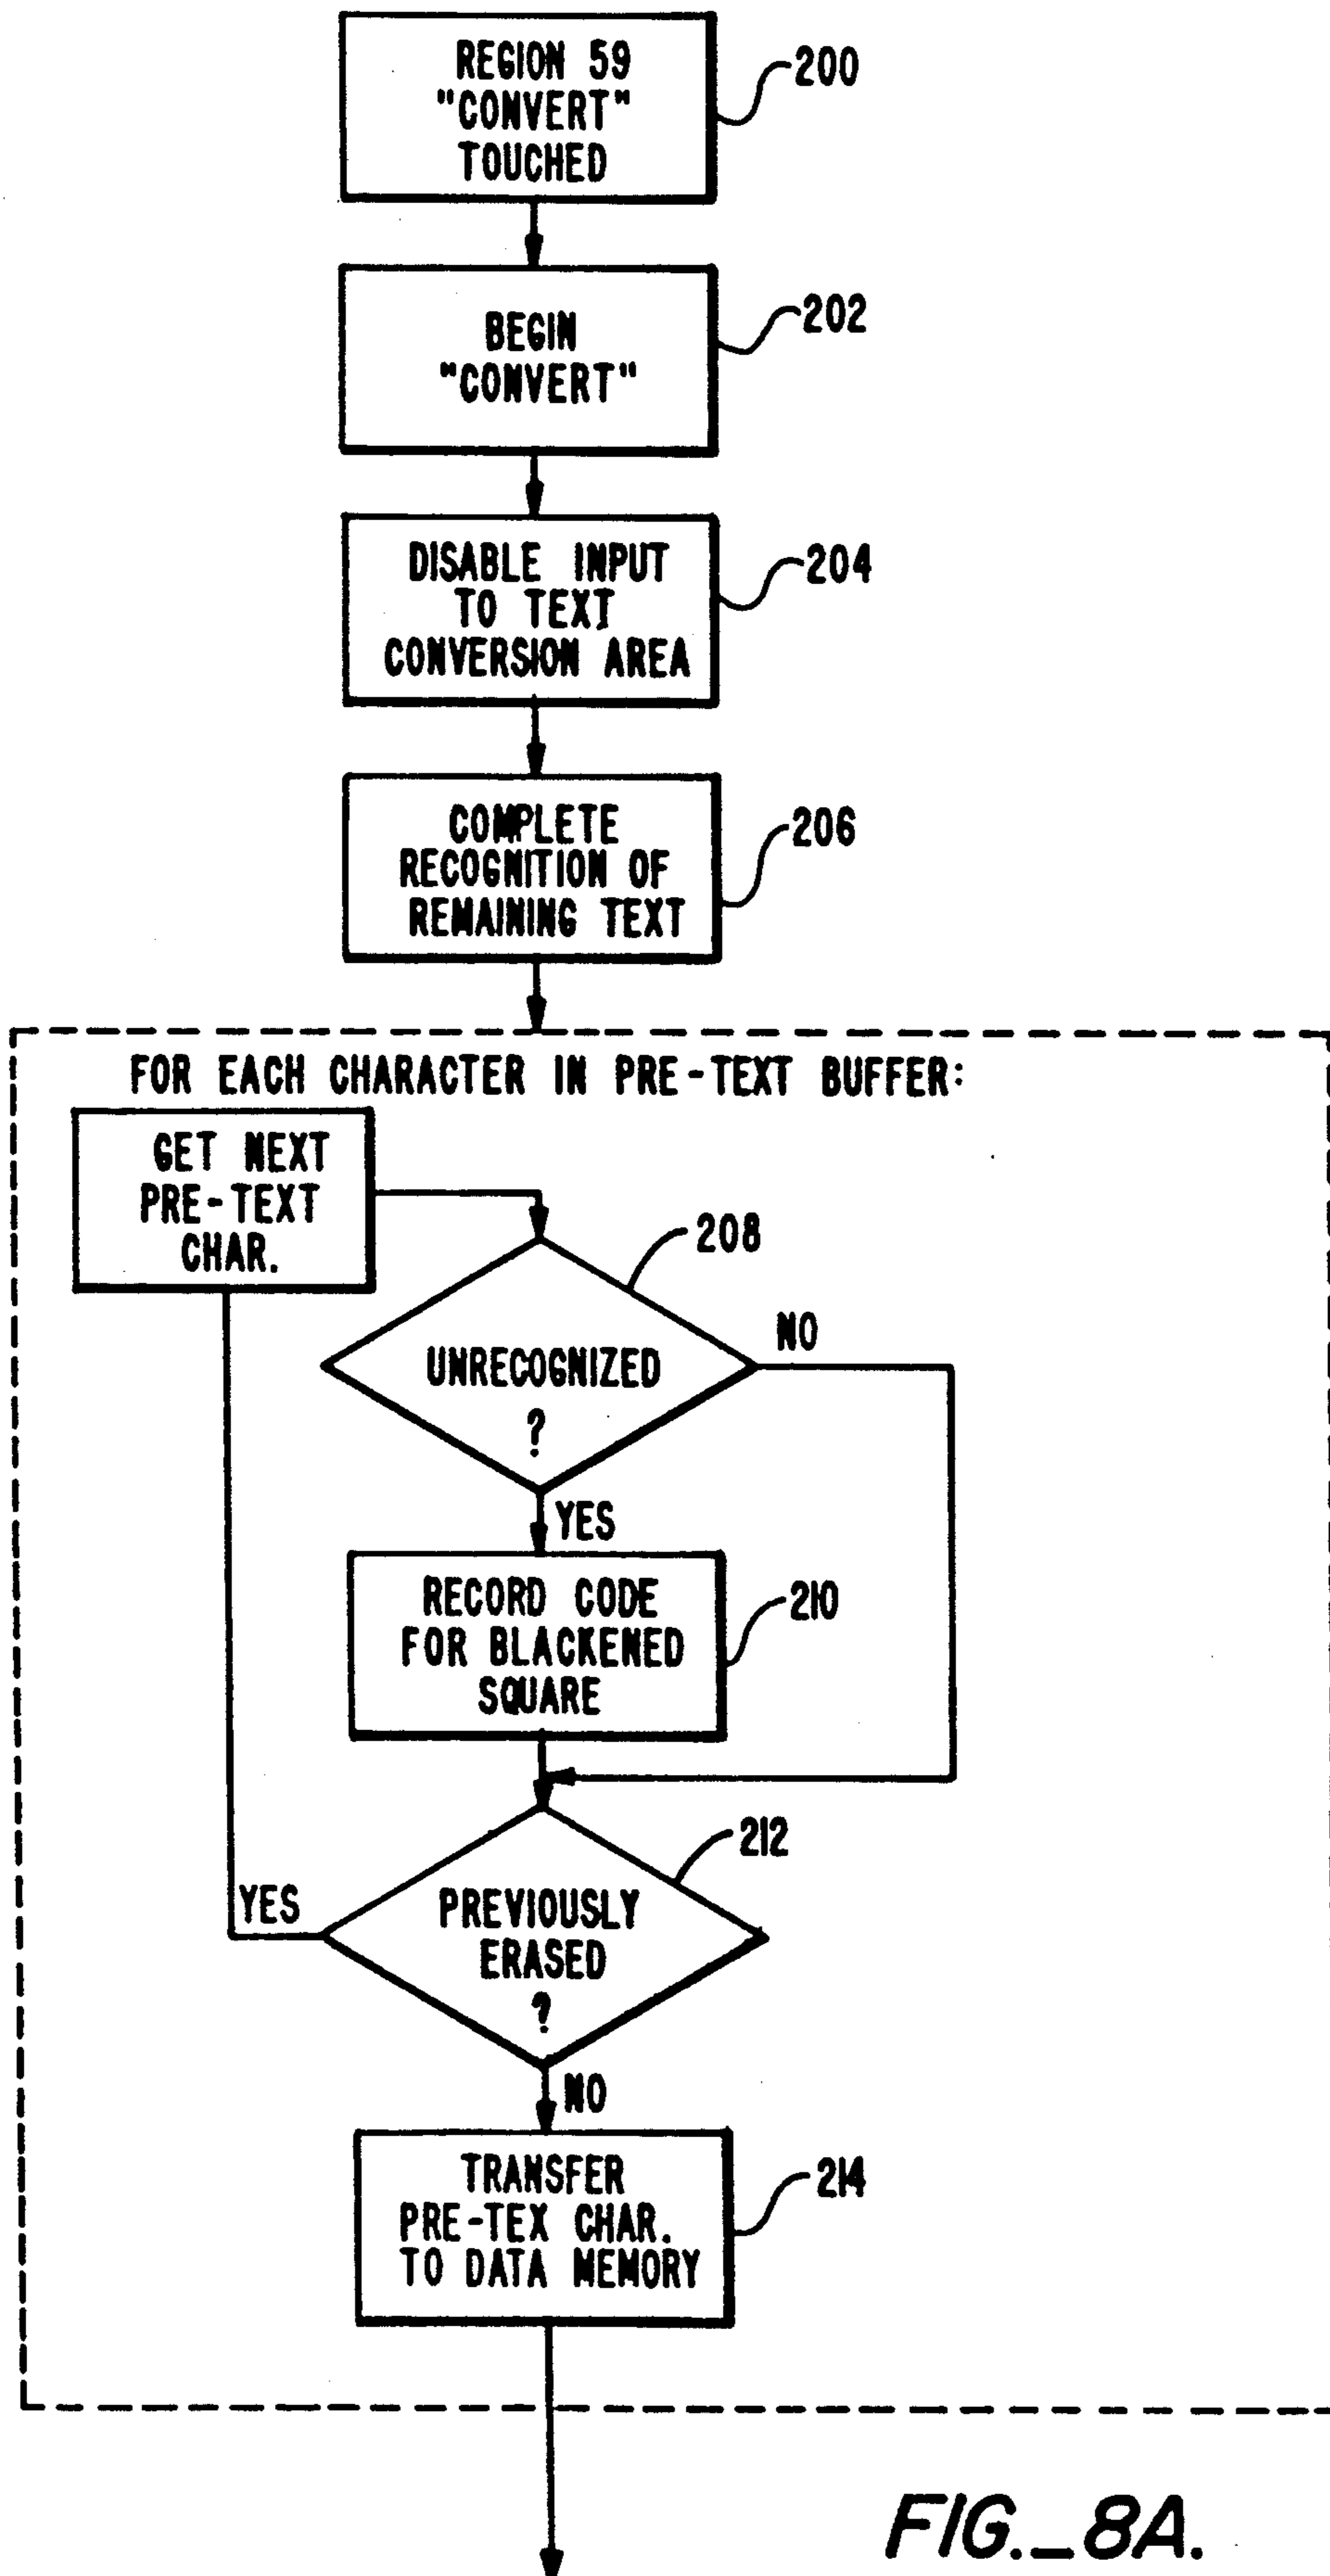 REGION 59
"CONVERT"
TOUCHED
200
BEGIN
"CONVERT"
202
DISABLE INPUT
TO TEXT
CONVERSION AREA
204
COMPLETE
RECOGNITION OF
REMAINING TEXT
206
FOR EACH CHARACTER IN PRE-TEXT BUFFER:
GET NEXT
PRE-TEXT
CHAR.
208
UNRECOGNIZED
?
NO
YES
RECORD CODE
FOR BLACKENED
SQUARE
210
212
PREVIOUSLY
ERASED
?
YES
NO
TRANSFER
PRE-TEX CHAR.
TO DATA MEMORY
214
FIG._8A.